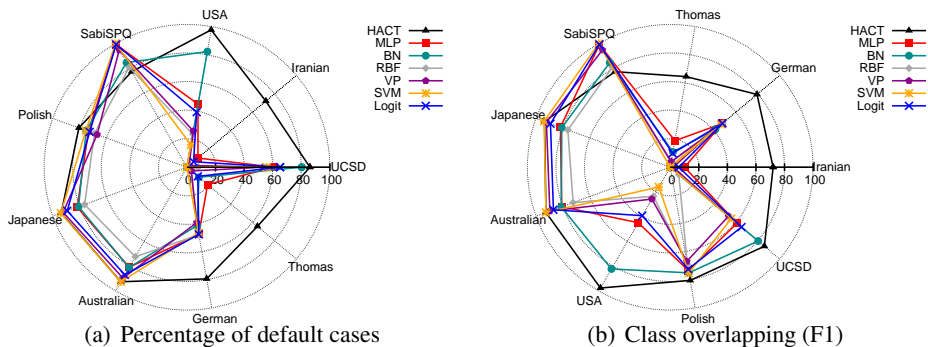 USA
SabiSPQ
Iranian
Polish
UCSD
0 20 40 60 80 100
Japanese
Thomas
Australian
German
HACT
MLP
BN
RBF
VP
SVM
Logit
(a) Percentage of default cases
Thomas
SabiSPQ
German
Japanese
Iranian
0 20 40 60 80 100
Australian
UCSD
USA
Polish
HACT
MLP
BN
RBF
VP
SVM
Logit
(b) Class overlapping (F1)